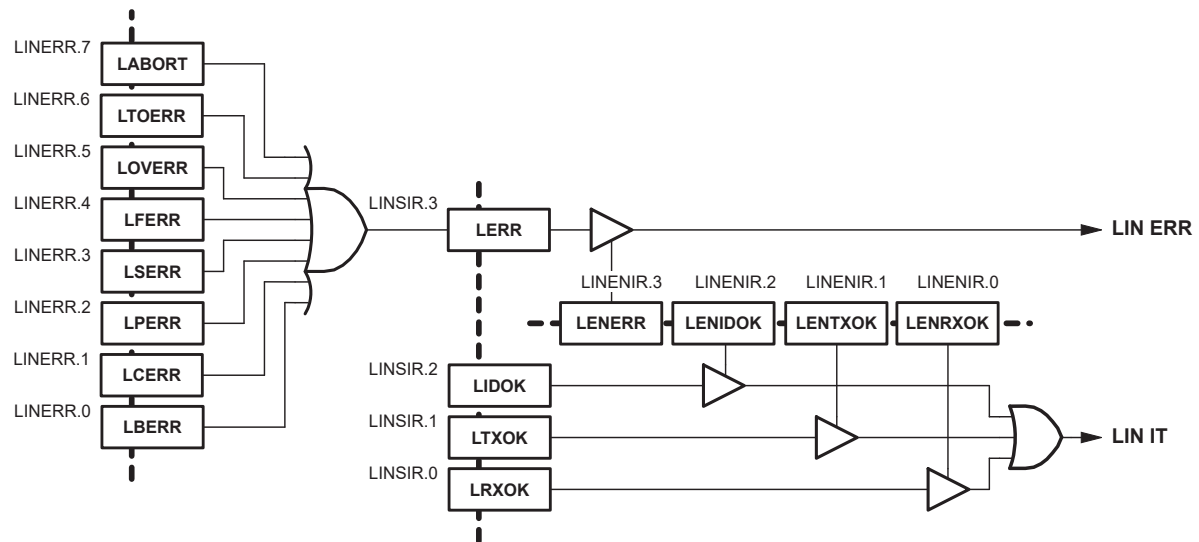 LINERR.7
LABORT
LINERR.6
LTOERR
LINERR.5
LOVERR
LINERR.4
LFERR
LINERR.3
LSERR
LINERR.2
LPERR
LINERR.1
LCERR
LINERR.0
LBERR
LINSIR.3
LERR
LIN ERR
LINENIR.3 LINENIR.2 LINENIR.1 LINENIR.0
LENERR LENIDOK LENTXOK LENRXOK
LINSIR.2
LIDOK
LINSIR.1
LTXOK
LIN IT
LINSIR.0
LRXOK